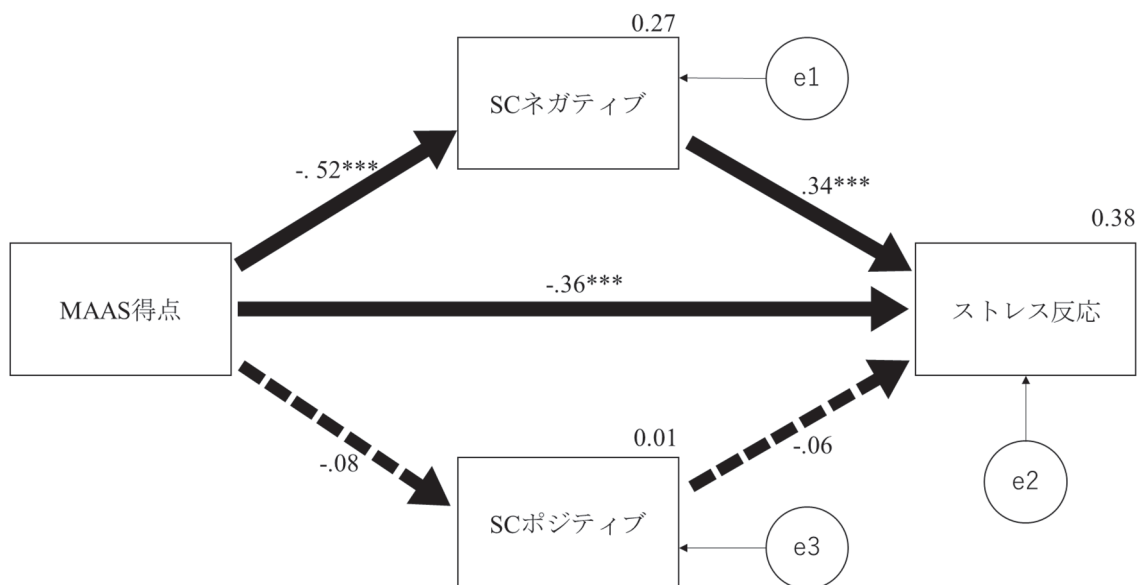 0.27
SCネガティブ
e1
-. 52***
.34***
0.38
-.36***
MAAS得点
ストレス反応
0.01
-.08
-.06
SCポジティブ
e2
e3